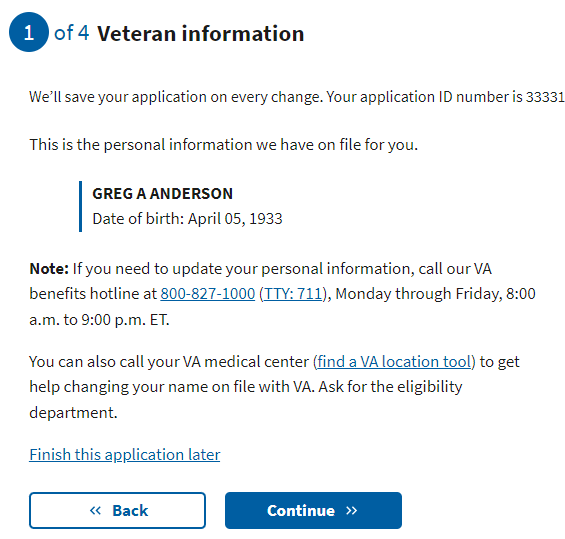 1 of 4 Veteran information
We’ll save your application on every change. Your application ID number is 33331
This is the personal information we have on file for you.
GREG A ANDERSON
Date of birth: April 05, 1933
Note: If you need to update your personal information, call our VA
benefits hotline at 800-827-1000 (TTY: 711), Monday through Friday, 8:00
a.m. to 9:00 p.m. ET.
You can also call your VA medical center (find a VA location tool) to get
help changing your name on file with VA. Ask for the eligibility
department.
Finish this application later
« Back
Continue »